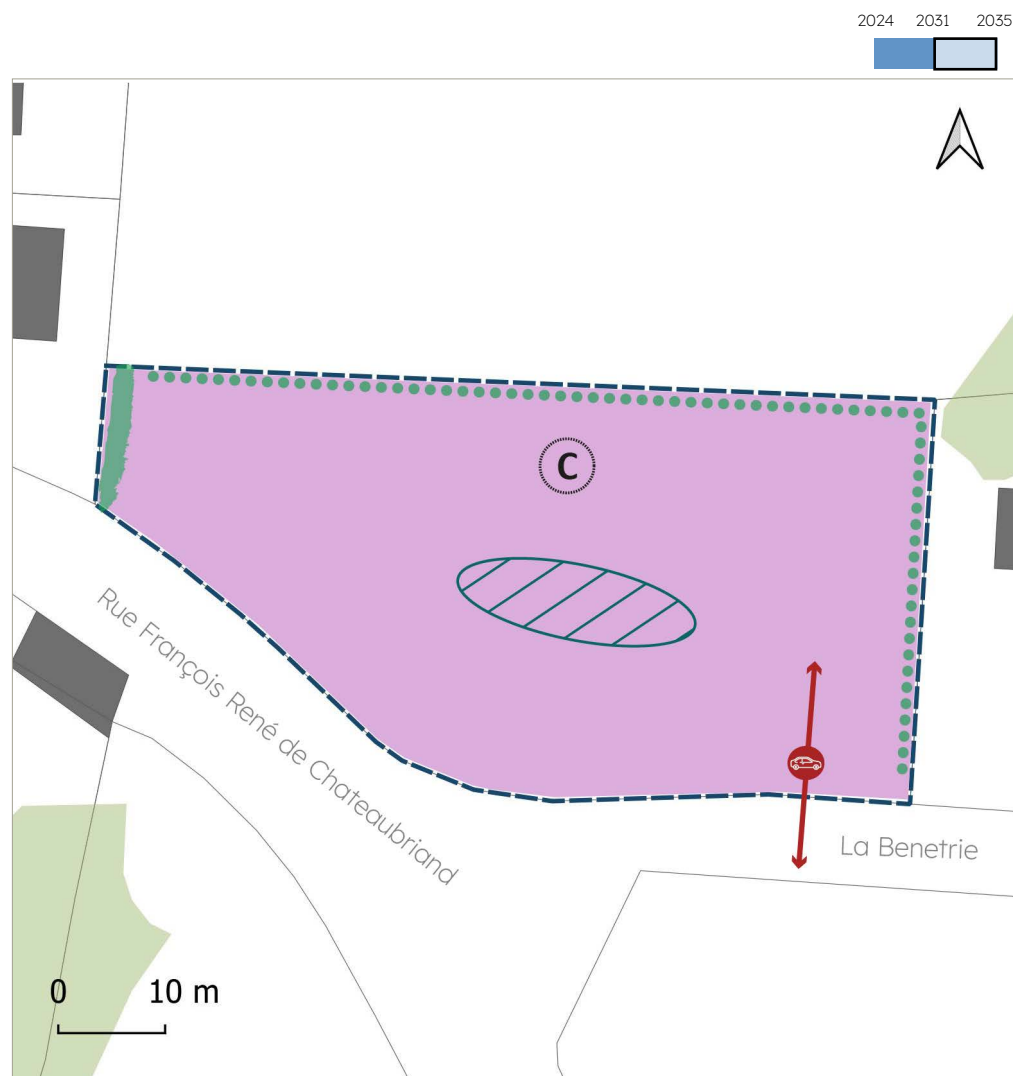 2024 2031 2035
C
Rue François René de Chateaubriand
La Benetrie
0 10 m